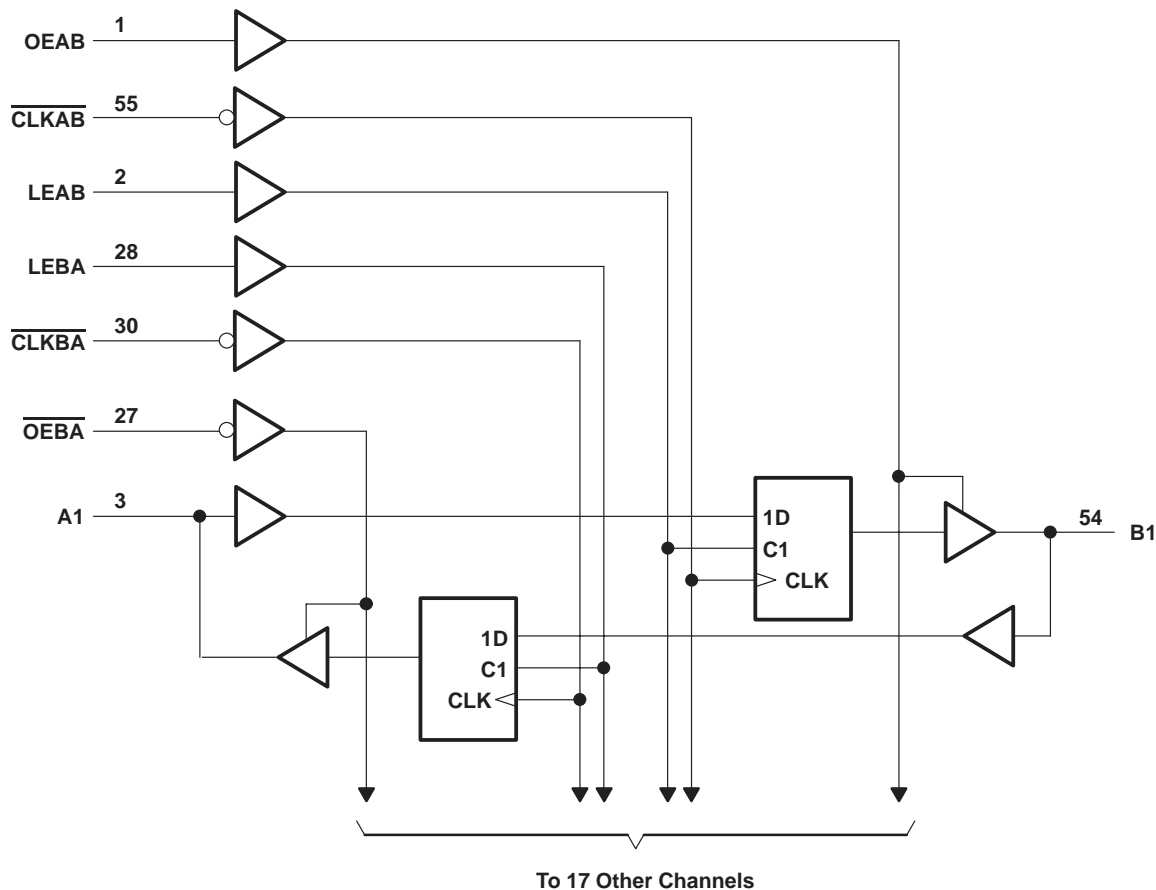 OEAB 1
CLKAB 55
LEAB 2
LEBA 28
CLKBA 30
OEBA 27
A1 3
1D
C1
CLK
54 B1
1D
C1
CLK
To 17 Other Channels